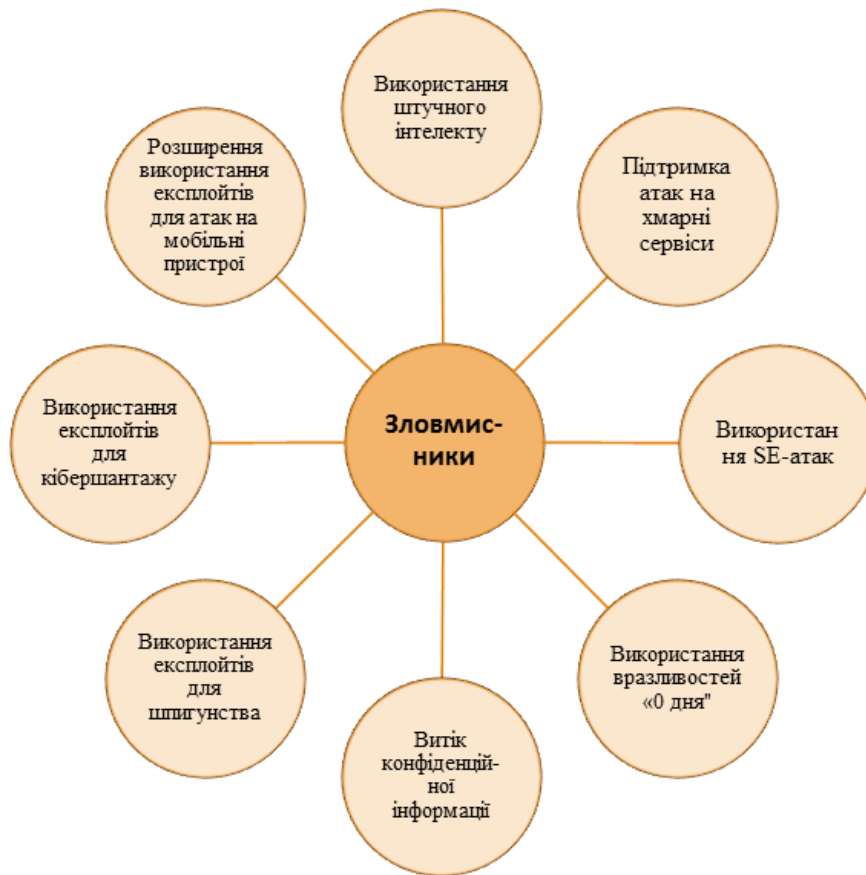 Використання
штучного
інтелекту
Розширення
використання
експлойтів
для атак на
мобільні
пристрої
Підтримка
атак на
хмарні
сервіси
Використання
експлойтів
для
кібершантажу
Зловмис-
ники
Використан
ня SE-атак
Використання
експлойтів
для
шпигунства
Використання
вразливостей
«0 дня"
Витік
конфіденцій-
ної
інформації